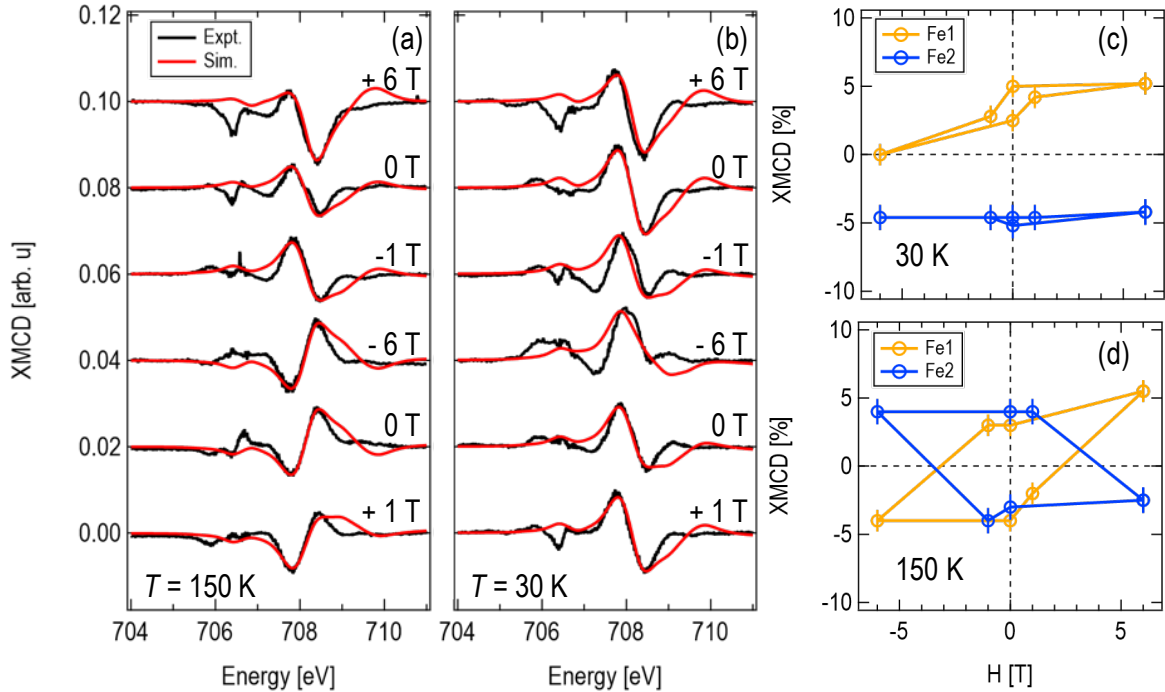 XMCD [arb. u]
0.12
0.10
0.08
0.06
0.04
0.02
0.00
Expt.
Sim.
(a)
+ 6 T
0 T
-1 T
- 6 T
0 T
+ 1 T
T = 150 K
704
706
708
710
Energy [eV]
(b)
+ 6 T
0 T
-1 T
- 6 T
0 T
+ 1 T
T = 30 K
704
706
708
710
Energy [eV]
XMCD [%]
10
5
0
-5
-10
Fe1
Fe2
(c)
30 K
XMCD [%]
10
5
0
-5
-10
Fe1
Fe2
(d)
150 K
-5
0
5
H [T]